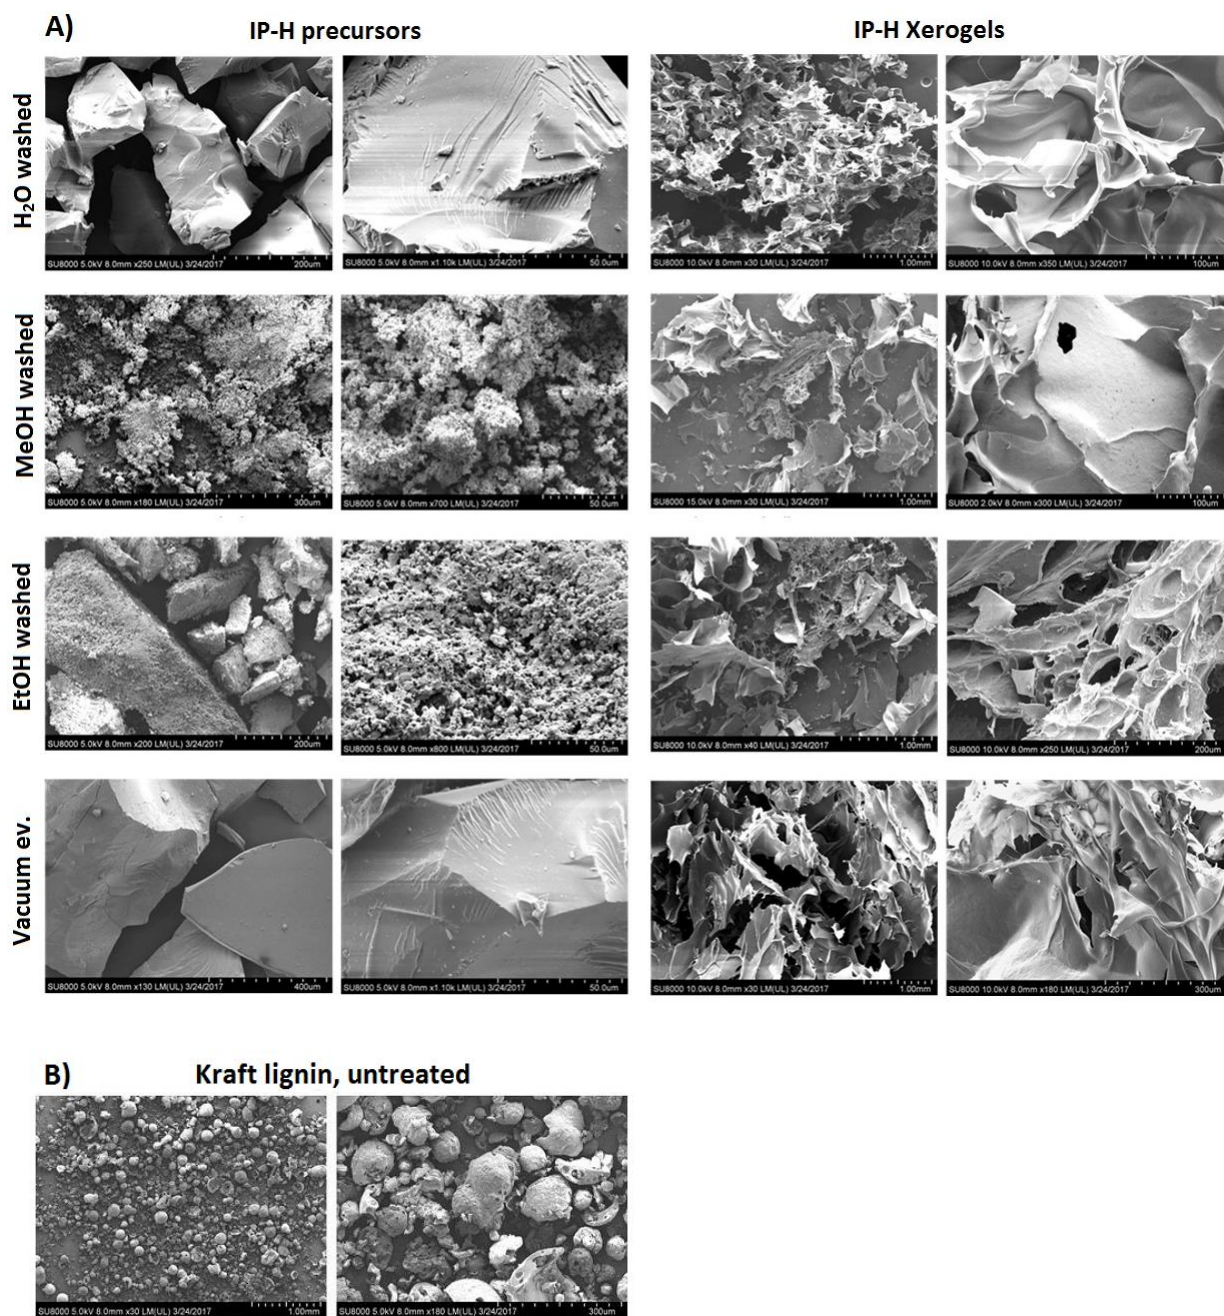 A)
IP-H precursors
IP-H Xerogels
H₂O washed
SU8000 5.0kV 8.0mm x250 LM(UL) 3/24/2017 200um
SU8000 5.0kV 8.0mm x1.10k LM(UL) 3/24/2017 50.0um
SU8000 10.0kV 8.0mm x30 LM(UL) 3/24/2017 1.00mm
SU8000 10.0kV 8.0mm x350 LM(UL) 3/24/2017 100um
MeOH washed
SU8000 5.0kV 8.0mm x180 LM(UL) 3/24/2017 300um
SU8000 5.0kV 8.0mm x700 LM(UL) 3/24/2017 50.0um
SU8000 15.0kV 8.0mm x30 LM(UL) 3/24/2017 1.00mm
SU8000 2.0kV 8.0mm x300 LM(UL) 3/24/2017 100um
EtOH washed
SU8000 5.0kV 8.0mm x200 LM(UL) 3/24/2017 200um
SU8000 5.0kV 8.0mm x800 LM(UL) 3/24/2017 50.0um
SU8000 10.0kV 8.0mm x40 LM(UL) 3/24/2017 1.00mm
SU8000 10.0kV 8.0mm x250 LM(UL) 3/24/2017 200um
Vacuum ev.
SU8000 5.0kV 8.0mm x130 LM(UL) 3/24/2017 400um
SU8000 5.0kV 8.0mm x1.10k LM(UL) 3/24/2017 50.0um
SU8000 10.0kV 8.0mm x30 LM(UL) 3/24/2017 1.00mm
SU8000 10.0kV 8.0mm x180 LM(UL) 3/24/2017 300um
B)
Kraft lignin, untreated
SU8000 5.0kV 8.0mm x30 LM(UL) 3/24/2017 1.00mm
SU8000 5.0kV 8.0mm x180 LM(UL) 3/24/2017 300um